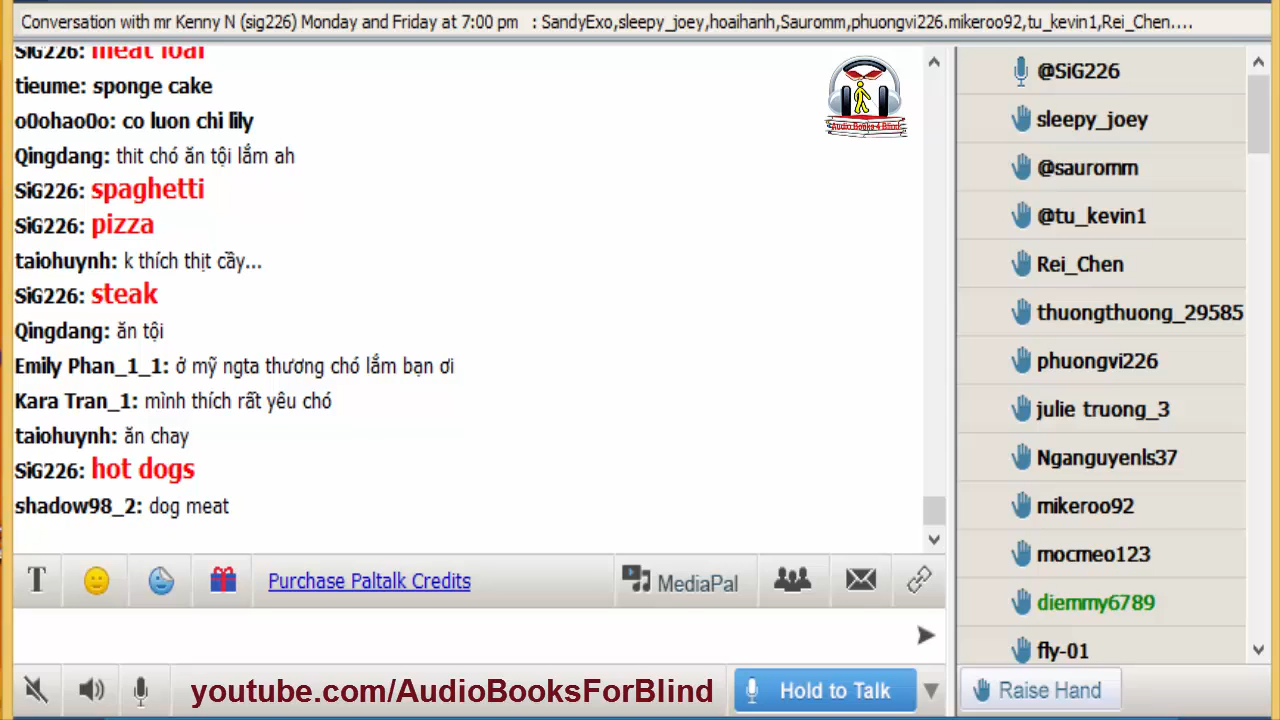 Conversation with mr Kenny N (sig226) Monday and Friday at 7:00 pm : SandyExo,sleepy_joey,hoaihanh,Sauromm,phuongvi226.mikeroo92,tu_kevin1,Rei_Chen....
SiG226: meat loaf
tieume: sponge cake
o0ohao0o: co luon chi lily
Qingdang: thit chó ăn tội lắm ah
SiG226: spaghetti
SiG226: pizza
taiohuynh: k thích thịt cầy...
SiG226: steak
Qingdang: ăn tội
Emily Phan_1_1: ở mỹ ngta thương chó lắm bạn ơi
Kara Tran_1: mình thích rất yêu chó
taiohuynh: ăn chay
SiG226: hot dogs
shadow98_2: dog meat
Audio Books 4 Blind
@SiG226
sleepy_joey
@sauromm
@tu_kevin1
Rei_Chen
thuongthuong_29585
phuongvi226
julie truong_3
Nganguyenls37
mikeroo92
mocmeo123
diemmy6789
fly-01
T
Purchase Paltalk Credits
MediaPal
youtube.com/AudioBooksForBlind
Hold to Talk
Raise Hand